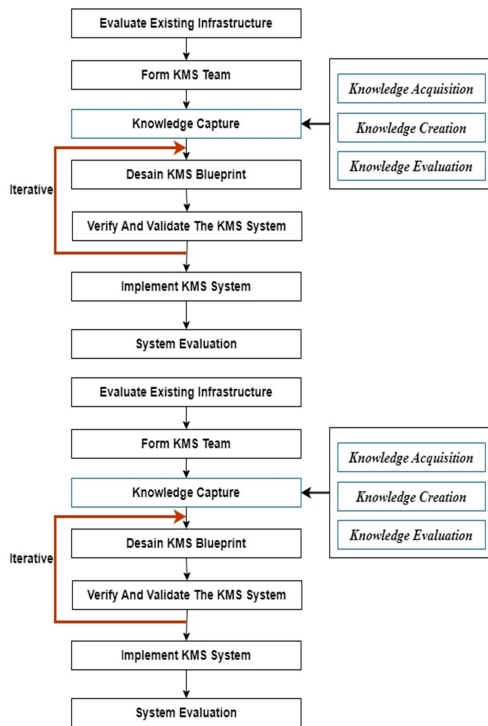 Evaluate Existing Infrastructure
Form KMS Team
Knowledge Capture
Knowledge Acquisition
Knowledge Creation
Knowledge Evaluation
Iterative
Desain KMS Blueprint
Verify And Validate The KMS System
Implement KMS System
System Evaluation
Evaluate Existing Infrastructure
Form KMS Team
Knowledge Capture
Knowledge Acquisition
Knowledge Creation
Knowledge Evaluation
Iterative
Desain KMS Blueprint
Verify And Validate The KMS System
Implement KMS System
System Evaluation